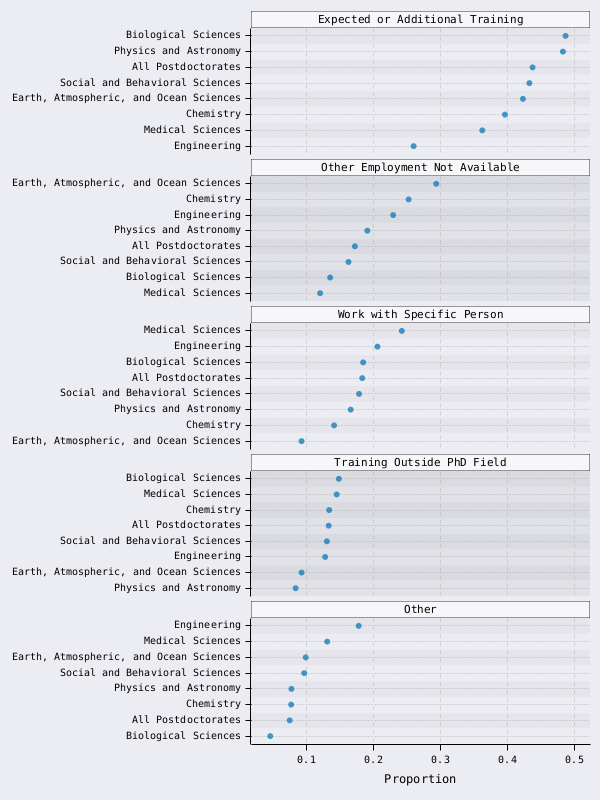 Expected or Additional Training
Biological Sciences
Physics and Astronomy
All Postdoctorates
Social and Behavioral Sciences
Earth, Atmospheric, and Ocean Sciences
Chemistry
Medical Sciences
Engineering
Other Employment Not Available
Earth, Atmospheric, and Ocean Sciences
Chemistry
Engineering
Physics and Astronomy
All Postdoctorates
Social and Behavioral Sciences
Biological Sciences
Medical Sciences
Work with Specific Person
Medical Sciences
Engineering
Biological Sciences
All Postdoctorates
Social and Behavioral Sciences
Physics and Astronomy
Chemistry
Earth, Atmospheric, and Ocean Sciences
Training Outside PhD Field
Biological Sciences
Medical Sciences
Chemistry
All Postdoctorates
Social and Behavioral Sciences
Engineering
Earth, Atmospheric, and Ocean Sciences
Physics and Astronomy
Other
Engineering
Medical Sciences
Earth, Atmospheric, and Ocean Sciences
Social and Behavioral Sciences
Physics and Astronomy
Chemistry
All Postdoctorates
Biological Sciences
0.1 0.2 0.3 0.4 0.5
Proportion